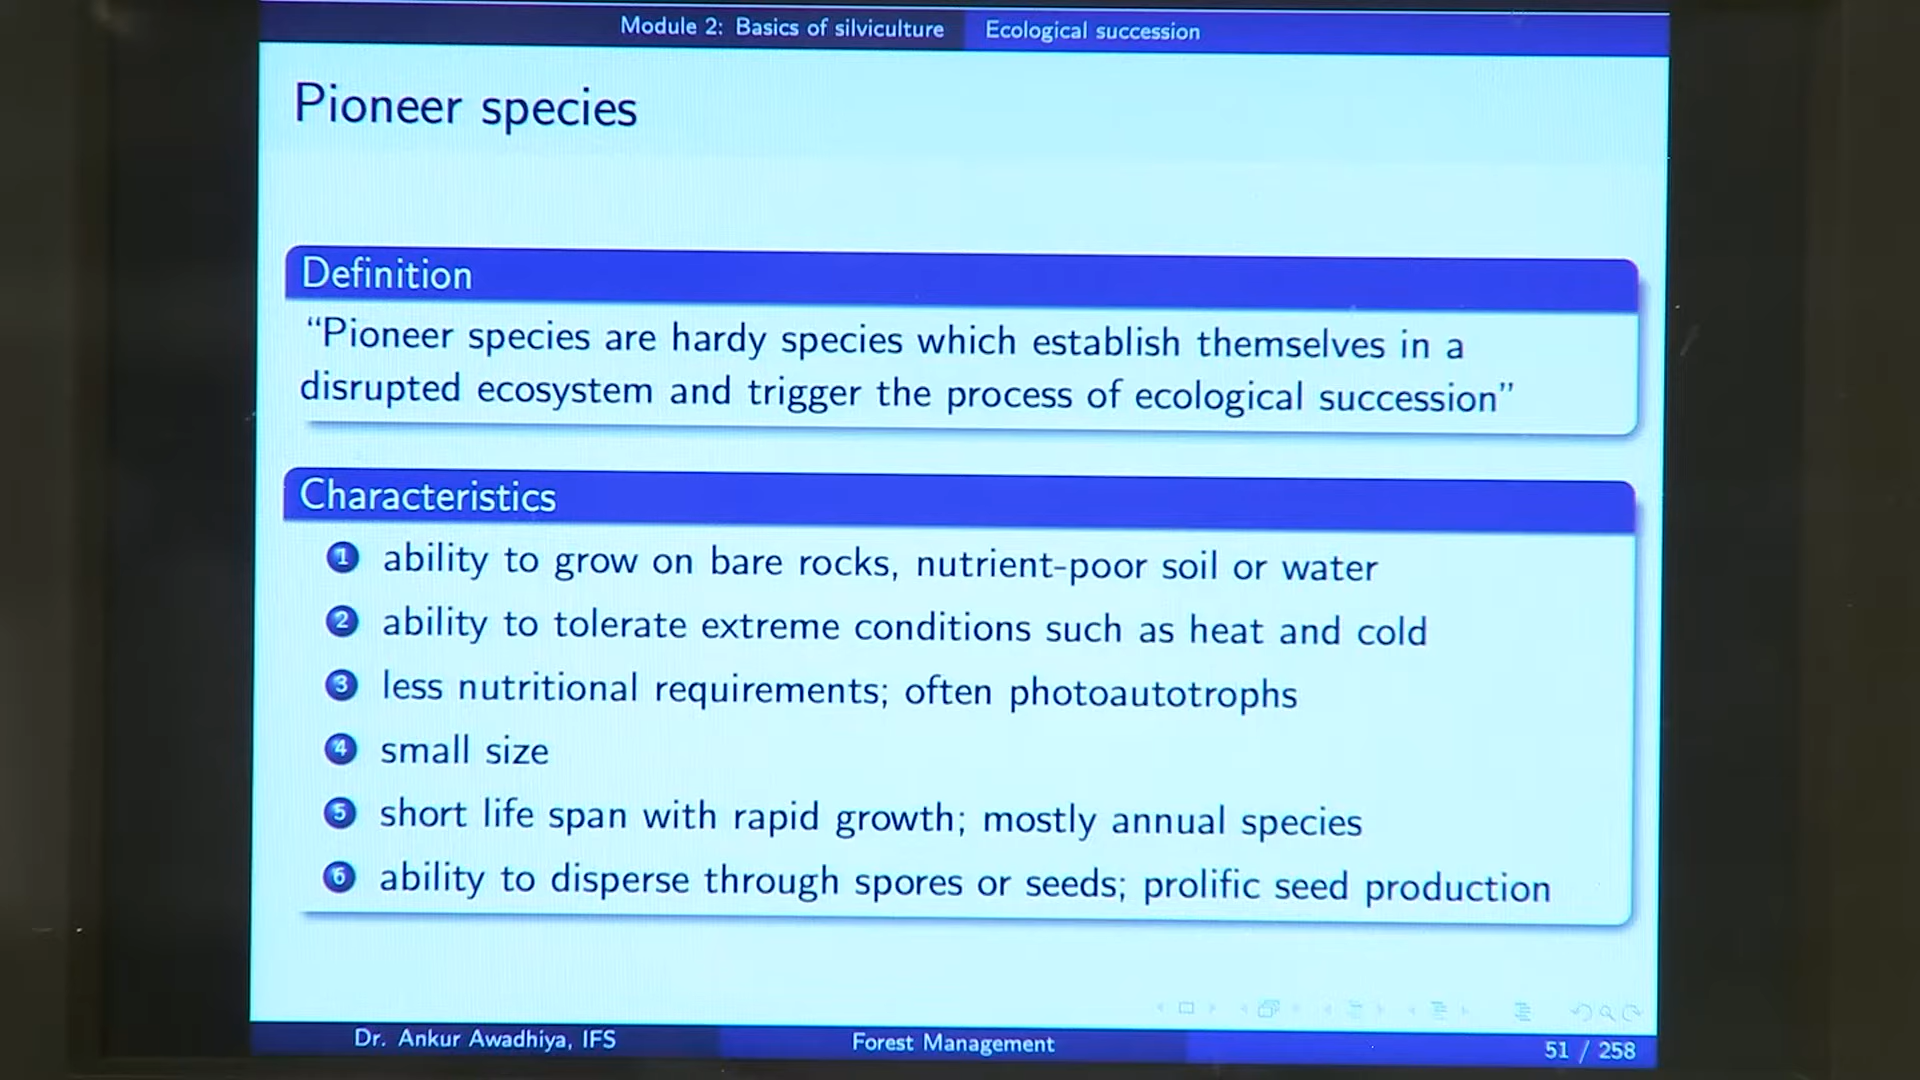 Module 2: Basics of silviculture Ecological succession
Pioneer species
Definition
“Pioneer species are hardy species which establish themselves in a
disrupted ecosystem and trigger the process of ecological succession”
Characteristics
1 ability to grow on bare rocks, nutrient-poor soil or water
2 ability to tolerate extreme conditions such as heat and cold
3 less nutritional requirements; often photoautotrophs
4 small size
5 short life span with rapid growth; mostly annual species
6 ability to disperse through spores or seeds; prolific seed production
Dr. Ankur Awadhiya, IFS Forest Management 51 / 258